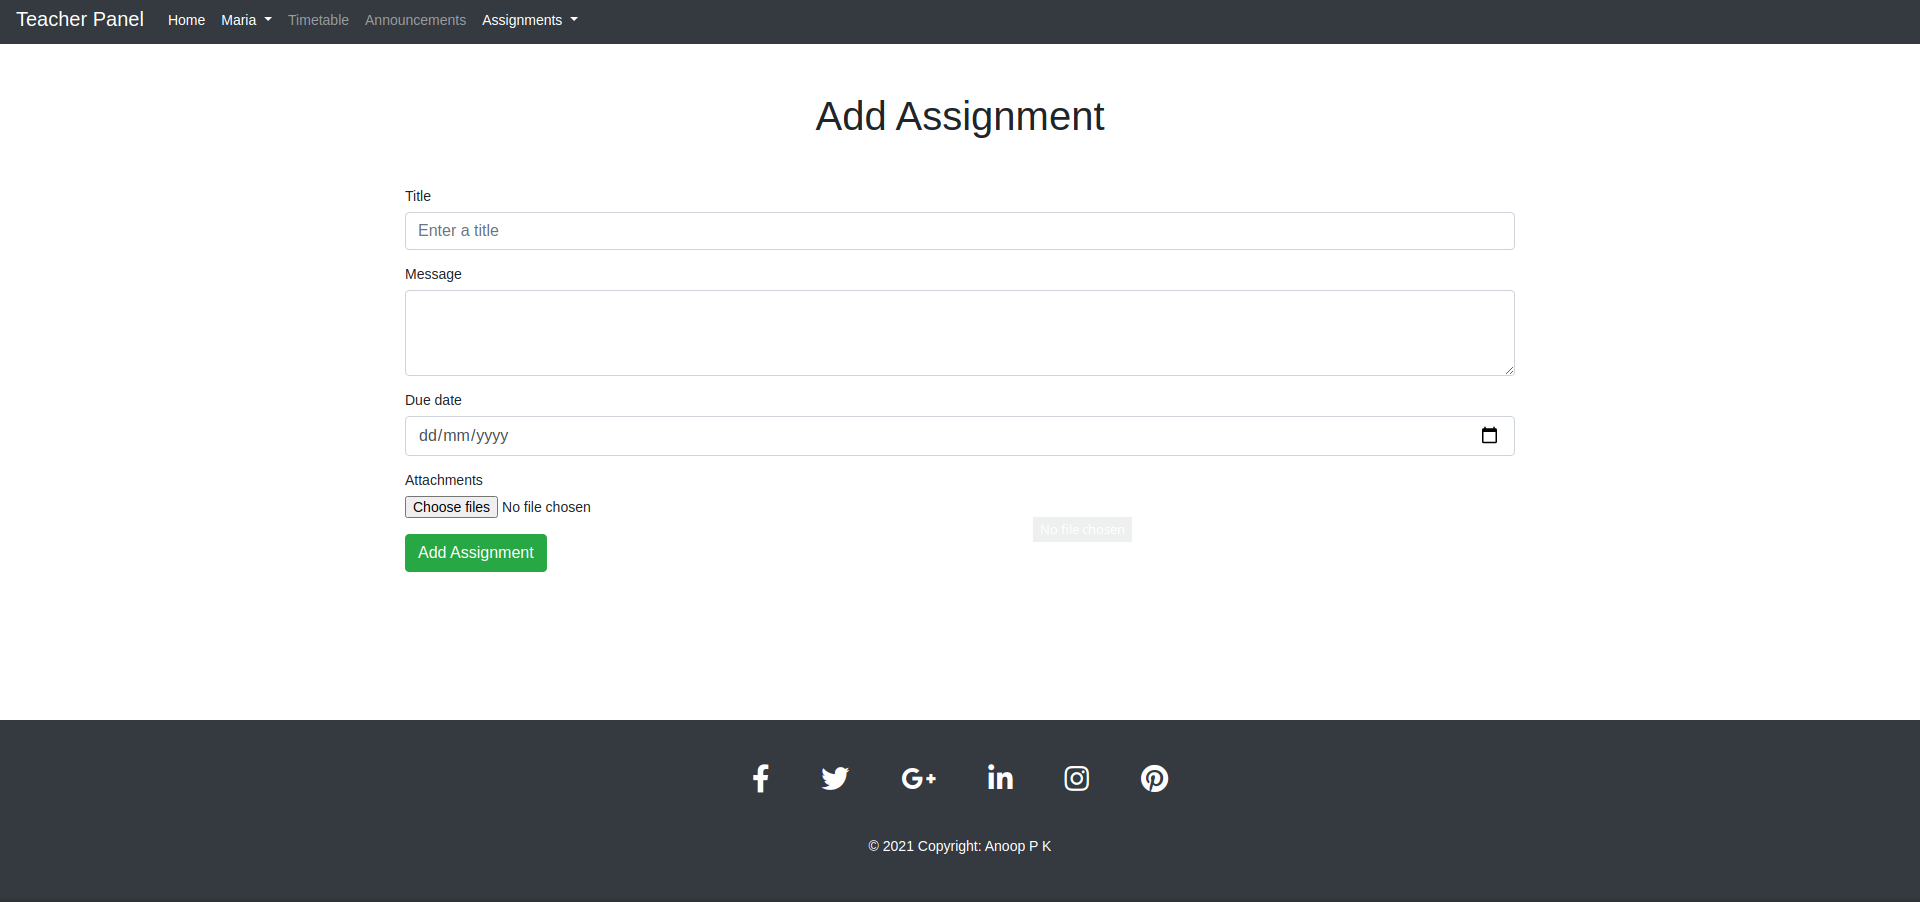 Teacher Panel Home Maria Timetable Announcements Assignments
Add Assignment
Title
Enter a title
Message
Due date
dd/mm/yyyy
Attachments
Choose files No file chosen
No file chosen
Add Assignment
© 2021 Copyright: Anoop P K